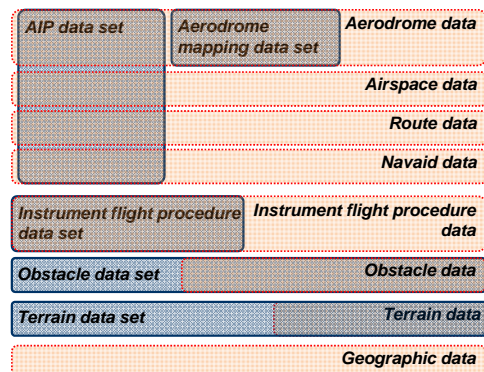 AIP data set
Aerodrome
mapping data set
Aerodrome data
Airspace data
Route data
Navaid data
Instrument flight procedure
data set
Instrument flight procedure
data
Obstacle data set
Obstacle data
Terrain data set
Terrain data
Geographic data